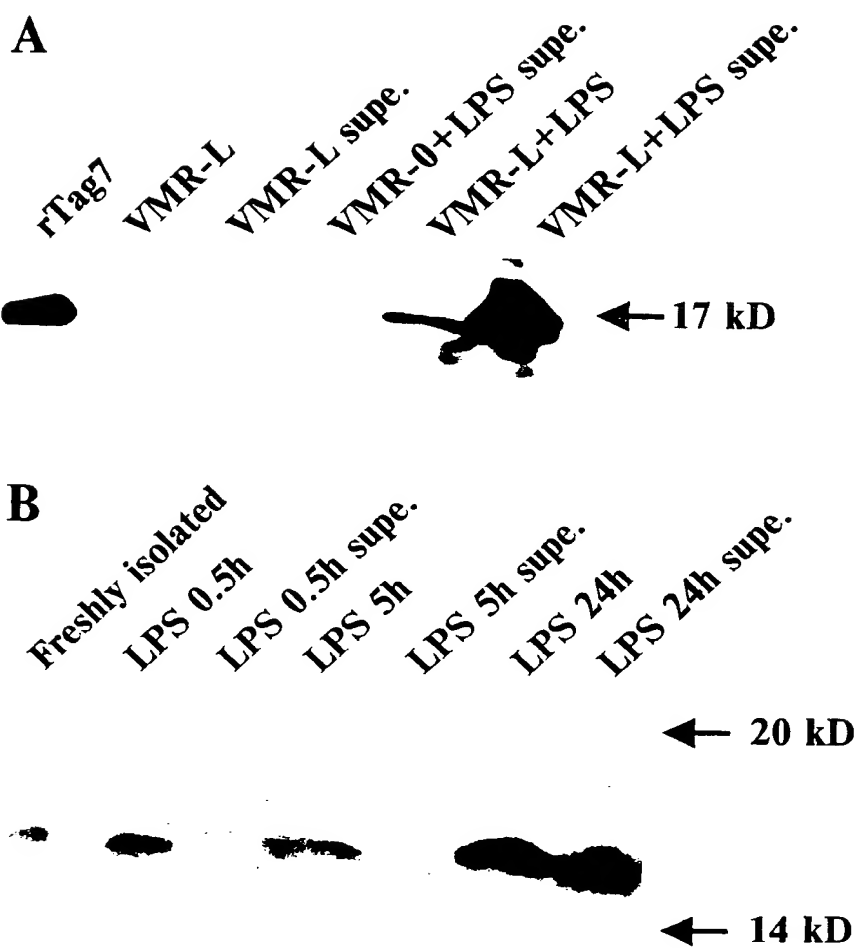 A
rTag7
VMR-L
VMR-L supe.
VMR-0+LPS supe.
VMR-L+LPS
VMR-L+LPS supe.
17 kD
B
Freshly isolated
LPS 0.5h
LPS 0.5h supe.
LPS 5h
LPS 5h supe.
LPS 24h
LPS 24h supe.
20 kD
14 kD